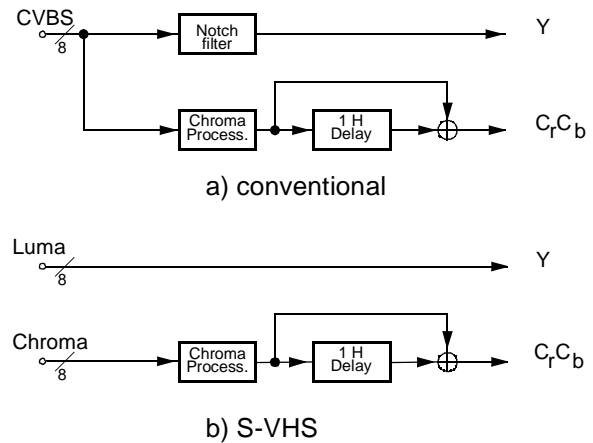 CVBS
8
Notch
filter
Y
Chroma
Process.
1 H
Delay
CrCb
a) conventional
Luma
8
Y
Chroma
8
Chroma
Process.
1 H
Delay
CrCb
b) S-VHS